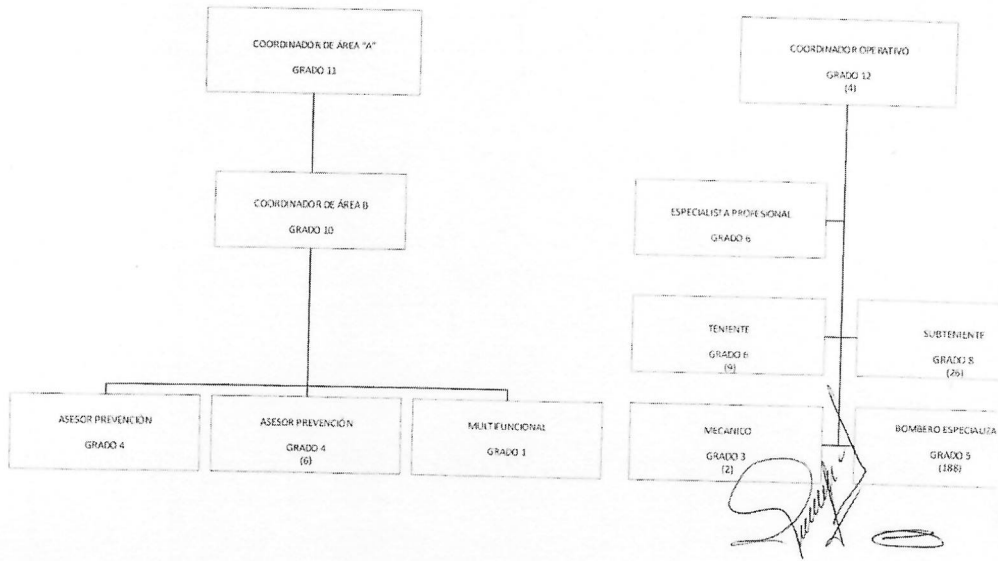 COORDINADOR DE ÁREA "A"
GRADO 11
COORDINADOR DE ÁREA B
GRADO 10
ASESOR PREVENCIÓN
GRADO 4
ASESOR PREVENCIÓN
GRADO 4
(6)
MULTIFUNCIONAL
GRADO 1
COORDINADOR OPERATIVO
GRADO 12
(4)
ESPECIALISTA PROFESIONAL
GRADO 6
TENIENTE
GRADO
(9)
SUBTENIENTE
GRADO 8
(26)
MECÁNICO
GRADO 3
(2)
BOMBERO ESPECIALIZA
GRADO 5
(188)